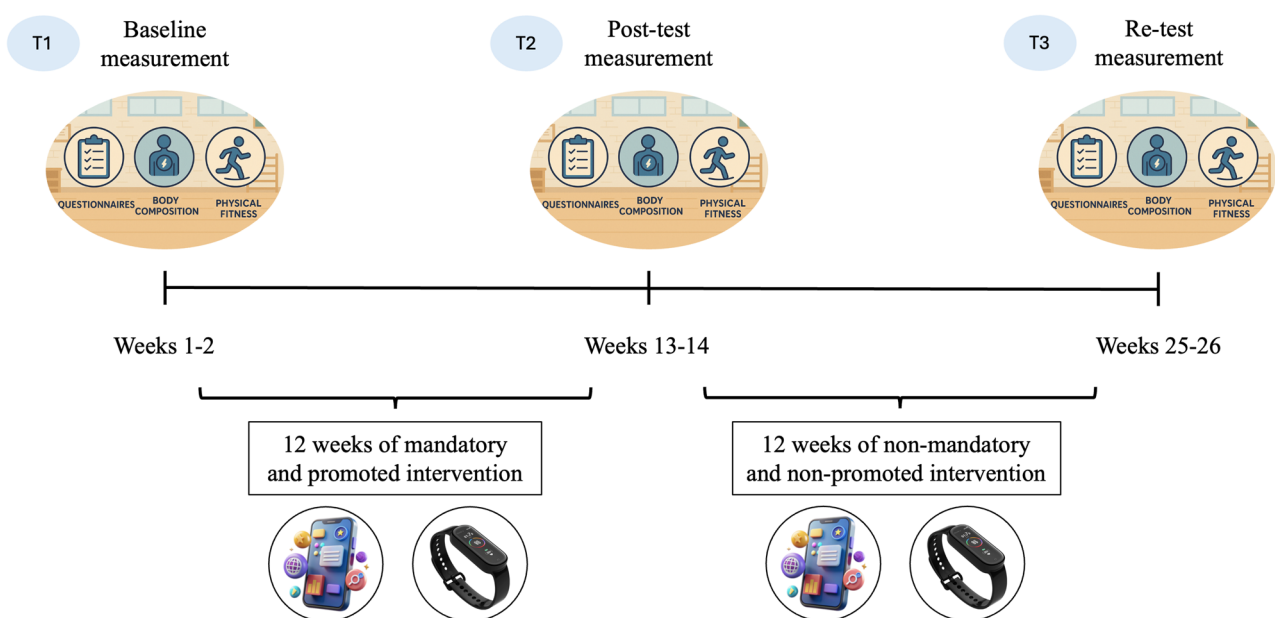 T1
Baseline
measurement
T2
Post-test
measurement
T3
Re-test
measurement
QUESTIONNAIRES
BODY
COMPOSITION
PHYSICAL
FITNESS
QUESTIONNAIRES
BODY
COMPOSITION
PHYSICAL
FITNESS
QUESTIONNAIRES
BODY
COMPOSITION
PHYSICAL
FITNESS
Weeks 1-2
Weeks 13-14
Weeks 25-26
12 weeks of mandatory
and promoted intervention
12 weeks of non-mandatory
and non-promoted intervention